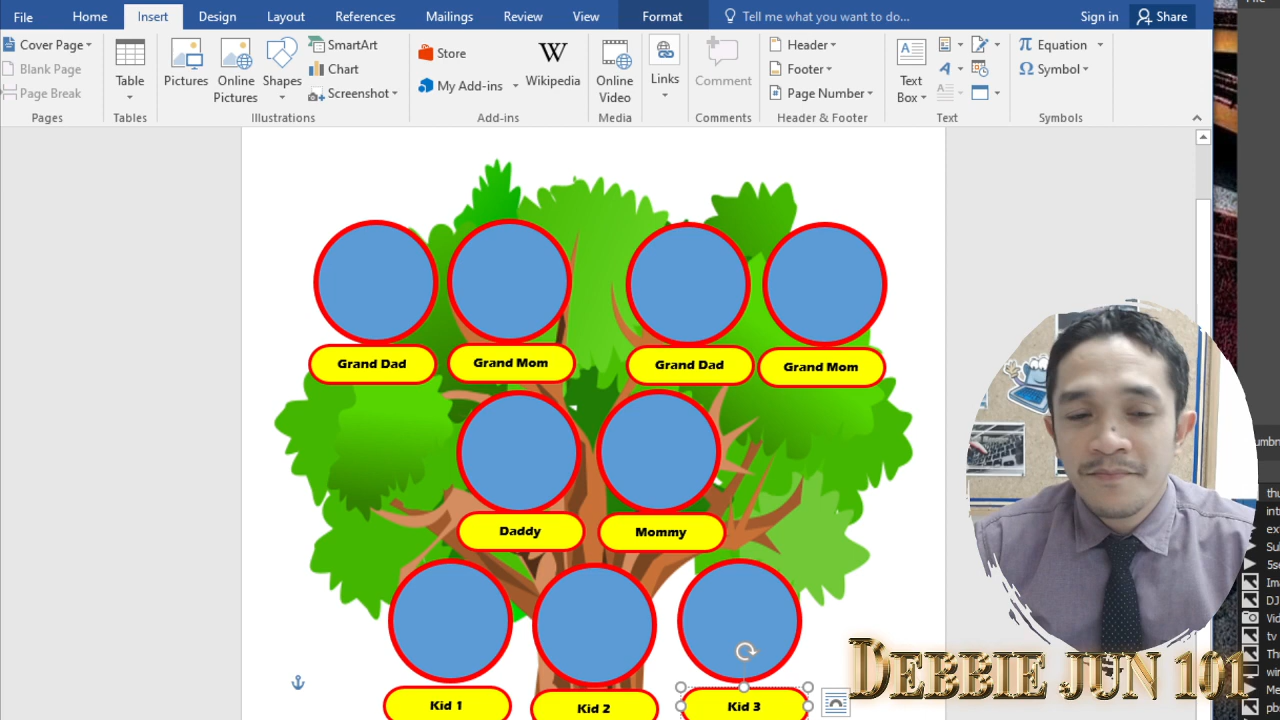 File Home Insert Design Layout References Mailings Review View Format Tell me what you want to do... Sign in Share
Cover Page
Blank Page
Page Break
Pages
Table
Tables
Pictures
Online Pictures
Shapes
SmartArt
Chart
Screenshot
Illustrations
Store
My Add-ins
Wikipedia
Add-ins
Online Video
Media
Links
Comment
Comments
Header
Footer
Page Number
Header & Footer
Text Box
Text
Equation
Symbol
Symbols
Grand Dad Grand Mom Grand Dad Grand Mom
Daddy Mommy
Kid 1 Kid 2 Kid 3
DEBBIE JUN 101